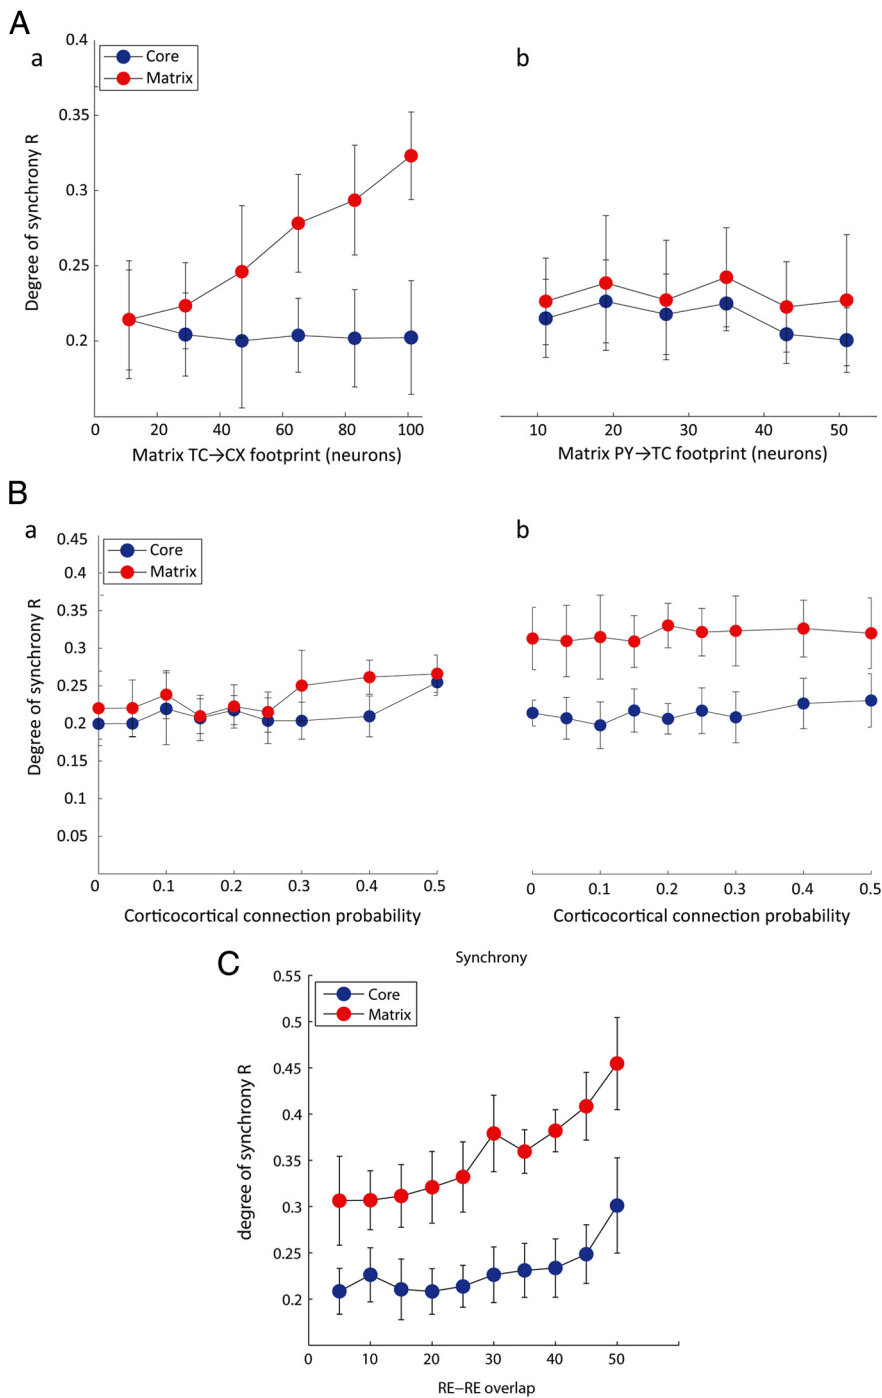 A
a
b
Core
Matrix
0.4
0.35
0.3
0.25
0.2
Degree of synchrony R
0 20 40 60 80 100
10 20 30 40 50
Matrix TC→CX footprint (neurons)
Matrix PY→TC footprint (neurons)
B
a
b
Core
Matrix
0.45
0.4
0.35
0.3
0.25
0.2
0.15
0.1
0.05
Degree of synchrony R
0 0.1 0.2 0.3 0.4 0.5
0 0.1 0.2 0.3 0.4 0.5
Corticocortical connection probability
Corticocortical connection probability
C
Synchrony
Core
Matrix
0.55
0.5
0.45
0.4
0.35
0.3
0.25
0.2
degree of synchrony R
0 10 20 30 40 50
RE−RE overlap